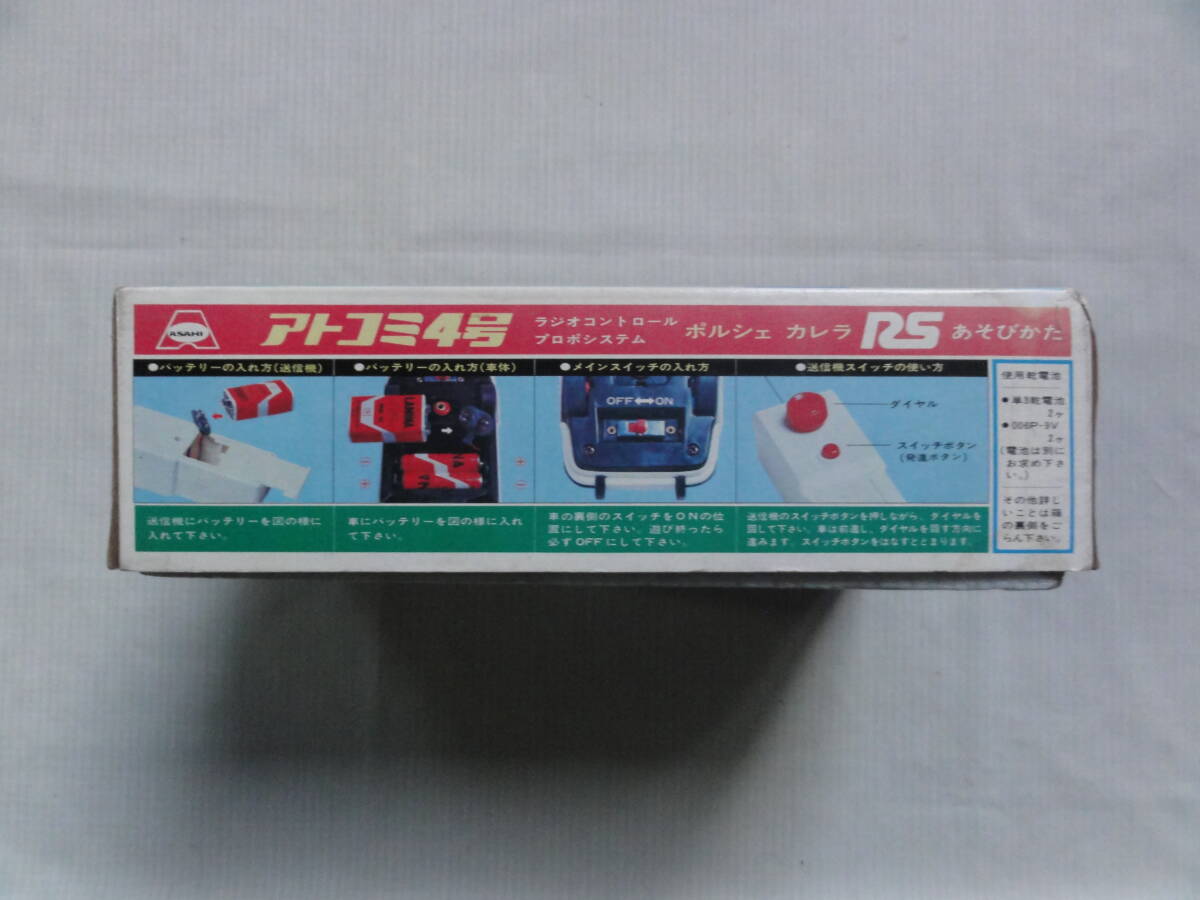 ASAHI
アトコミ4号
ラジオコントロール
プロポシステム
ポルシェ カレラ RS あそびかた
●バッテリーの入れ方(送信機)
送信機にバッテリーを図の様に
入れて下さい。
●バッテリーの入れ方(車体)
車にバッテリーを図の様に入れ
て下さい。
●メインスイッチの入れ方
OFF↔ON
車の裏側のスイッチをONの位
置にして下さい。遊び終ったら
必ずOFFにして下さい。
●送信機スイッチの使い方
ダイヤル
スイッチボタン
(発進ボタン)
送信機のスイッチボタンを押しながら、ダイヤルを
回して下さい。車は前進し、ダイヤルを回す方向に
進みます。スイッチボタンをはなすととまります。
使用乾電池
●単3乾電池
2ヶ
●006P-9V
2ヶ
(電池は別に
お求め下さ
い。)
その他詳し
いことは箱
の裏側をご
らん下さい。